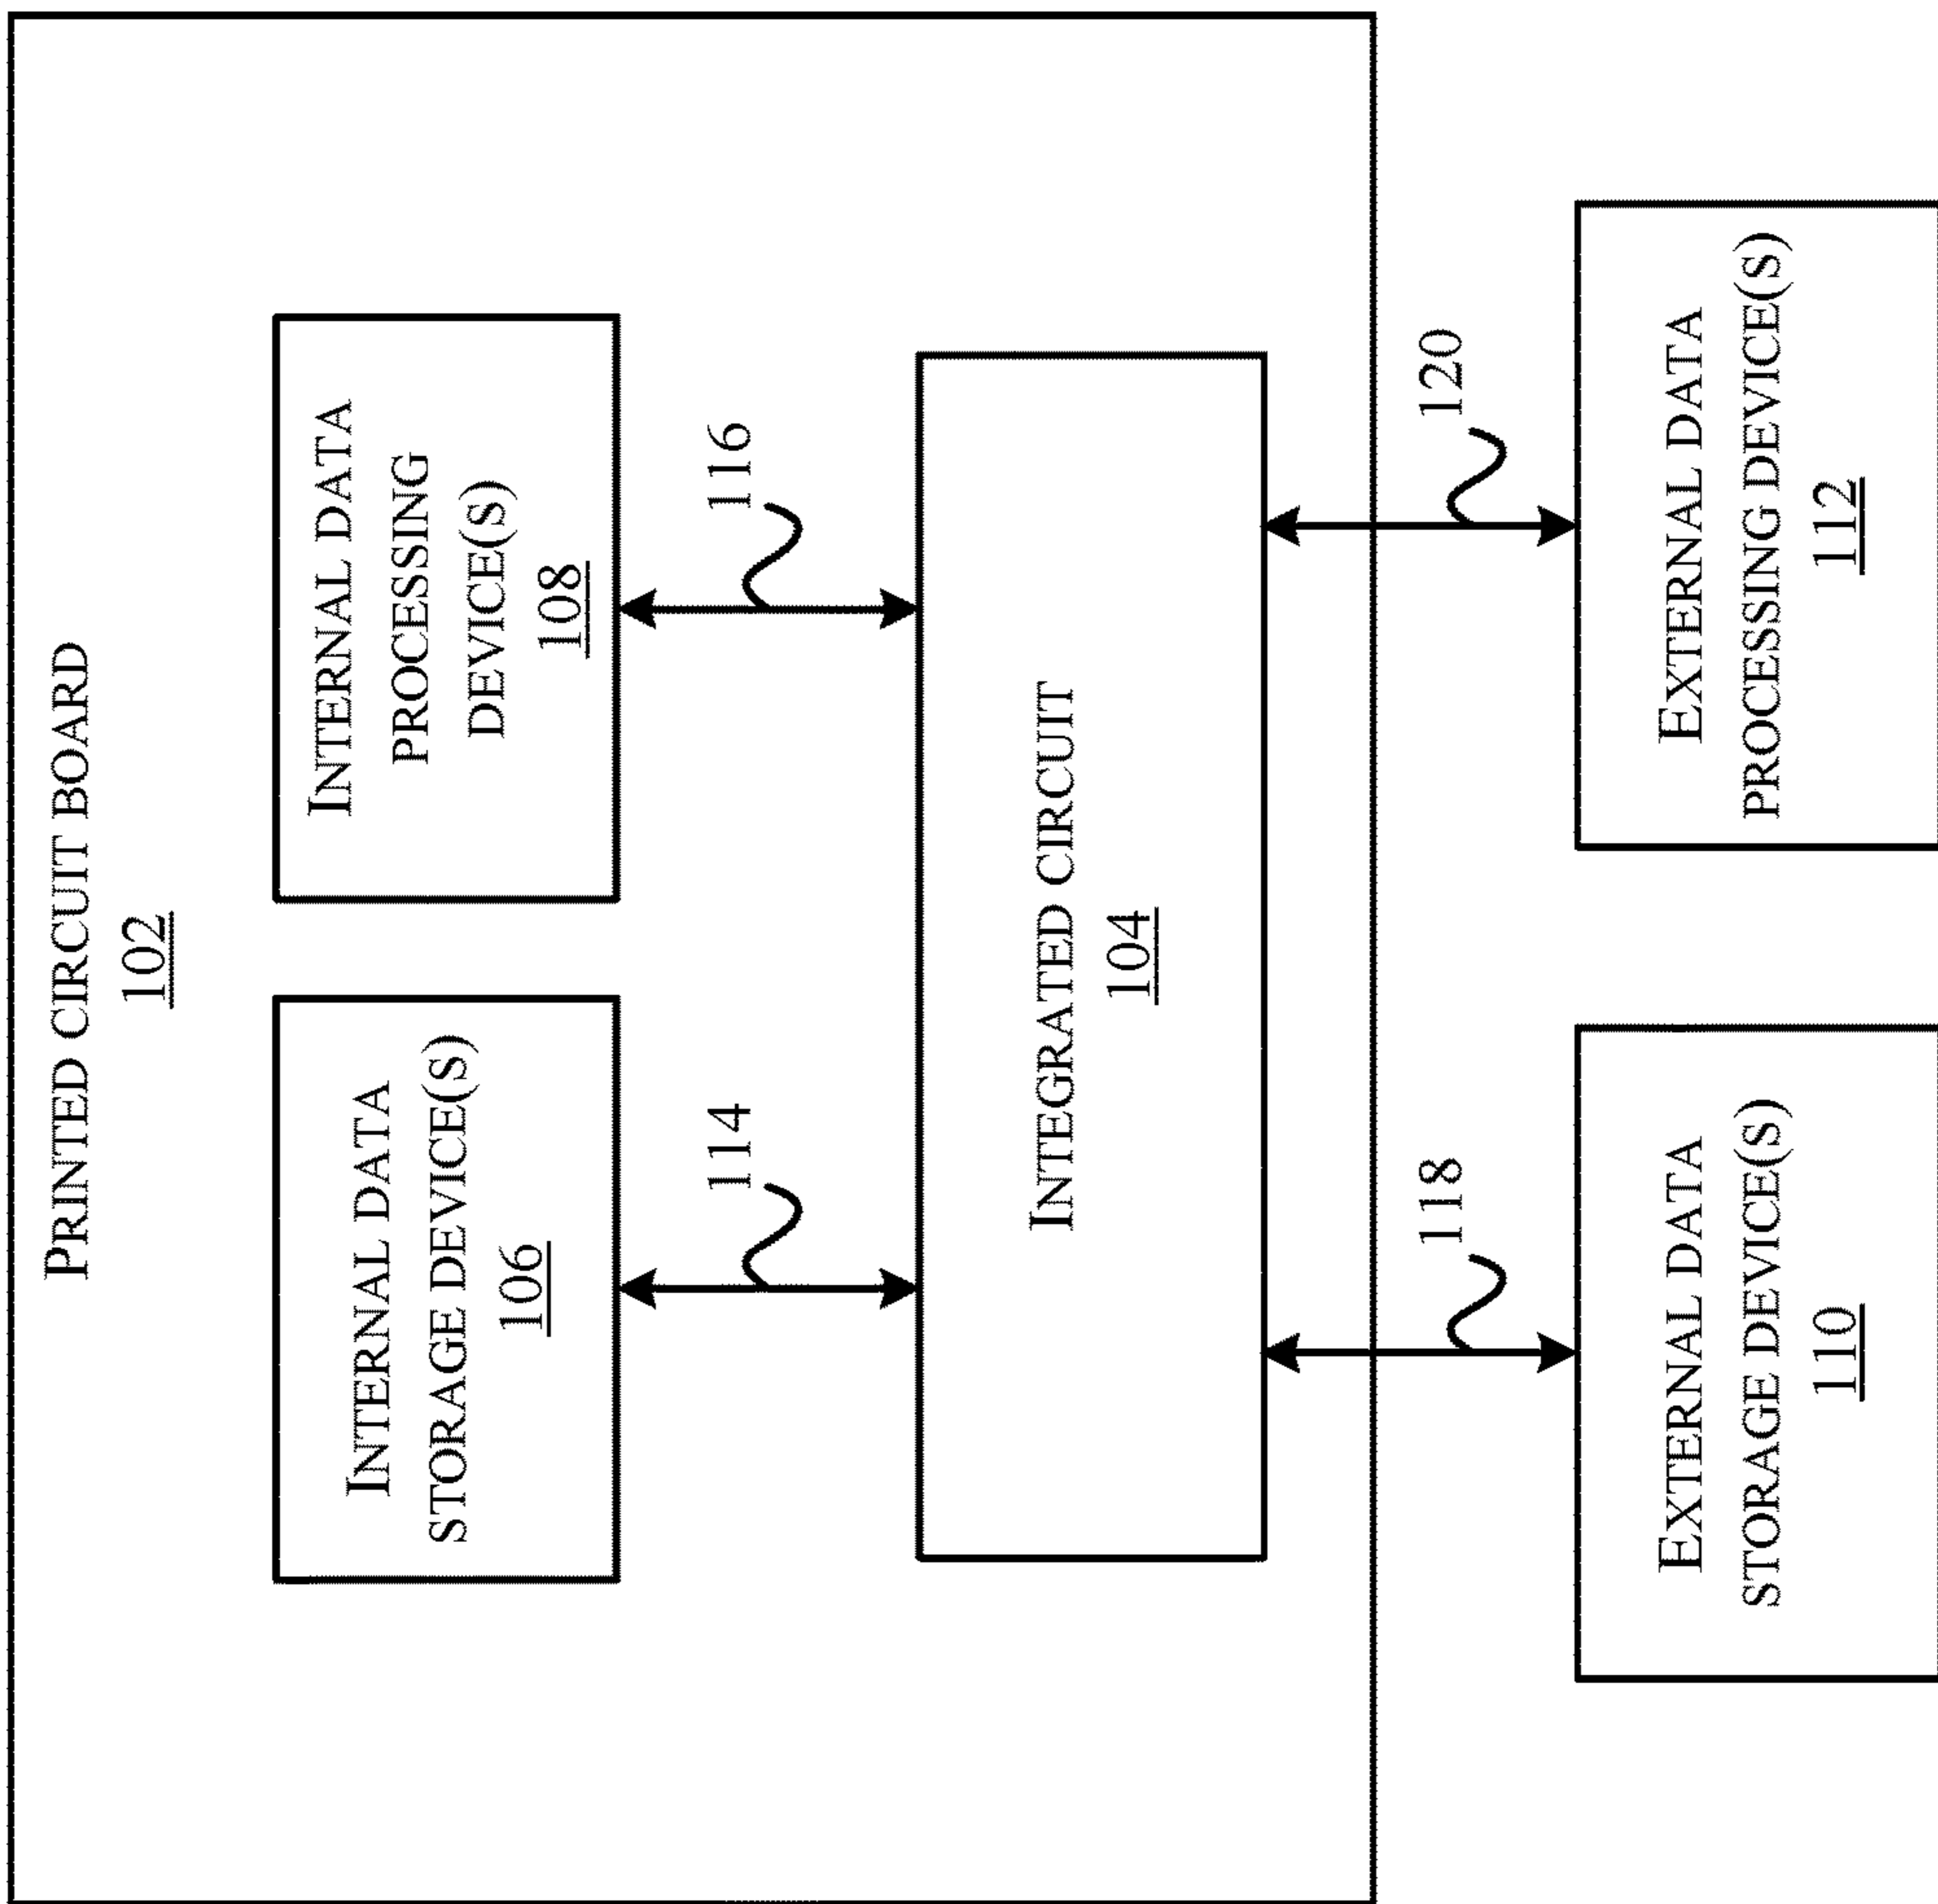 PRINTED CIRCUIT BOARD
102
INTERNAL DATA
STORAGE DEVICE(S)
106
INTERNAL DATA
PROCESSING
DEVICE(S)
108
114
116
INTEGRATED CIRCUIT
104
118
120
EXTERNAL DATA
STORAGE DEVICE(S)
110
EXTERNAL DATA
PROCESSING DEVICE(S)
112